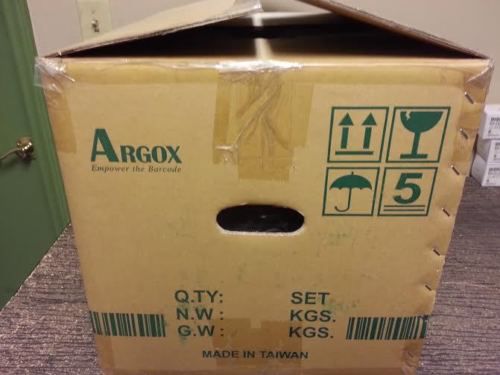 ARGOX
Empower the Barcode
5
Q.TY: SET
N.W : KGS.
G.W : KGS.
MADE IN TAIWAN